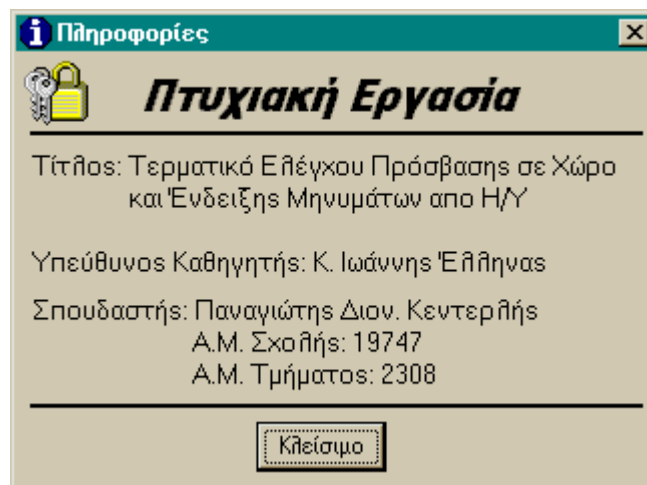 Πληροφορίες
Πτυχιακή Εργασία
Τίτλος: Τερματικό Ελέγχου Πρόσβασης σε Χώρο
και Ένδειξης Μηνυμάτων απο Η/Υ
Υπεύθυνος Καθηγητής: Κ. Ιωάννης Έλληνας
Σπουδαστής: Παναγιώτης Διον. Κεντερλής
Α.Μ. Σχολής: 19747
Α.Μ. Τμήματος: 2308
Κλείσιμο